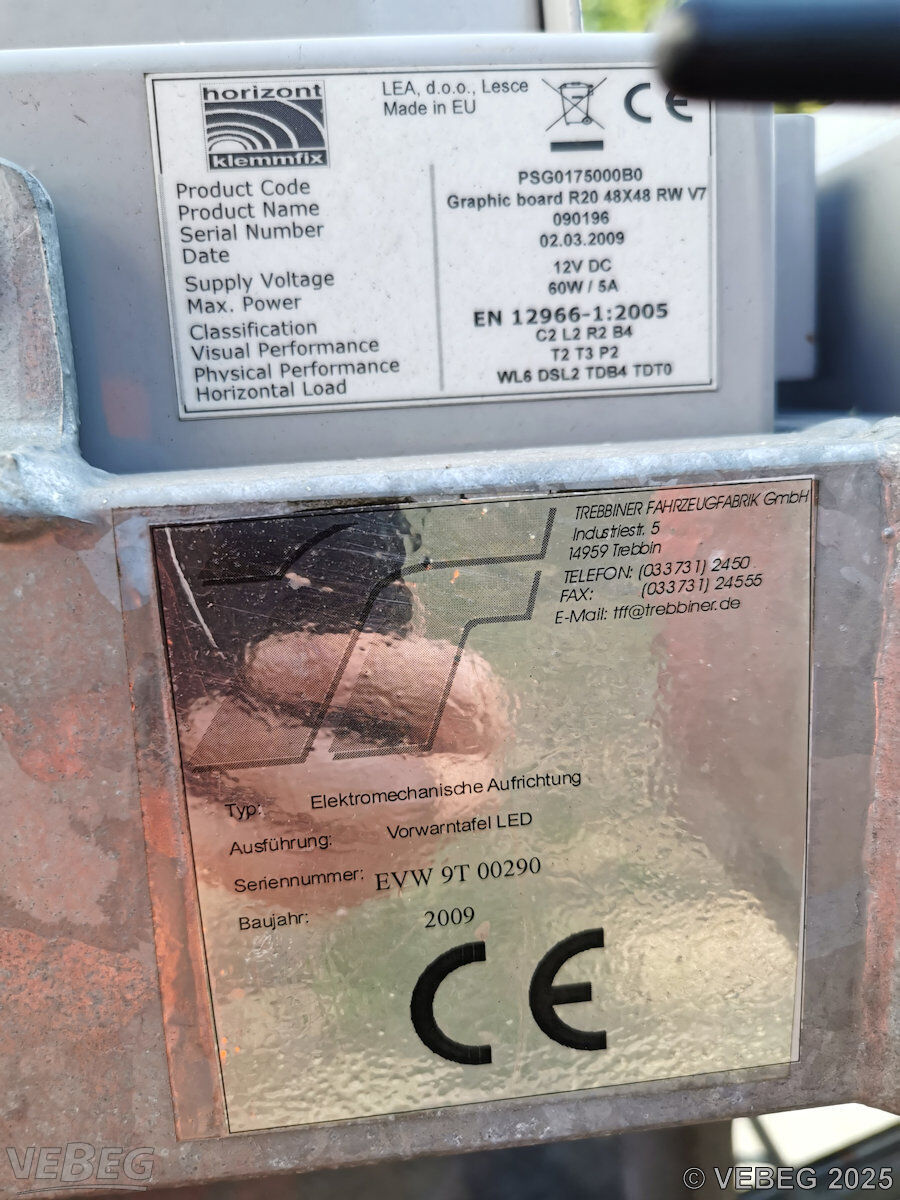 horizont
klemmfix
LEA, d.o.o., Lesce
Made in EU
CE
Product Code PSG0175000B0
Product Name Graphic board R20 48X48 RW V7
Serial Number 090196
Date 02.03.2009
Supply Voltage 12V DC
Max. Power 60W / 5A
Classification EN 12966-1:2005
Visual Performance C2 L2 R2 B4
Physical Performance T2 T3 P2
Horizontal Load WL6 DSL2 TDB4 TDT0
TREBBINER FAHRZEUGFABRIK GmbH
Industriestr. 5
14959 Trebbin
TELEFON: (033731) 2450
FAX: (033731) 24555
E-Mail: tff@trebbiner.de
Typ: Elektromechanische Aufrichtung
Ausführung: Vorwarntafel LED
Seriennummer: EVW 9T 00290
Baujahr: 2009
CE
VEBEG
© VEBEG 2025